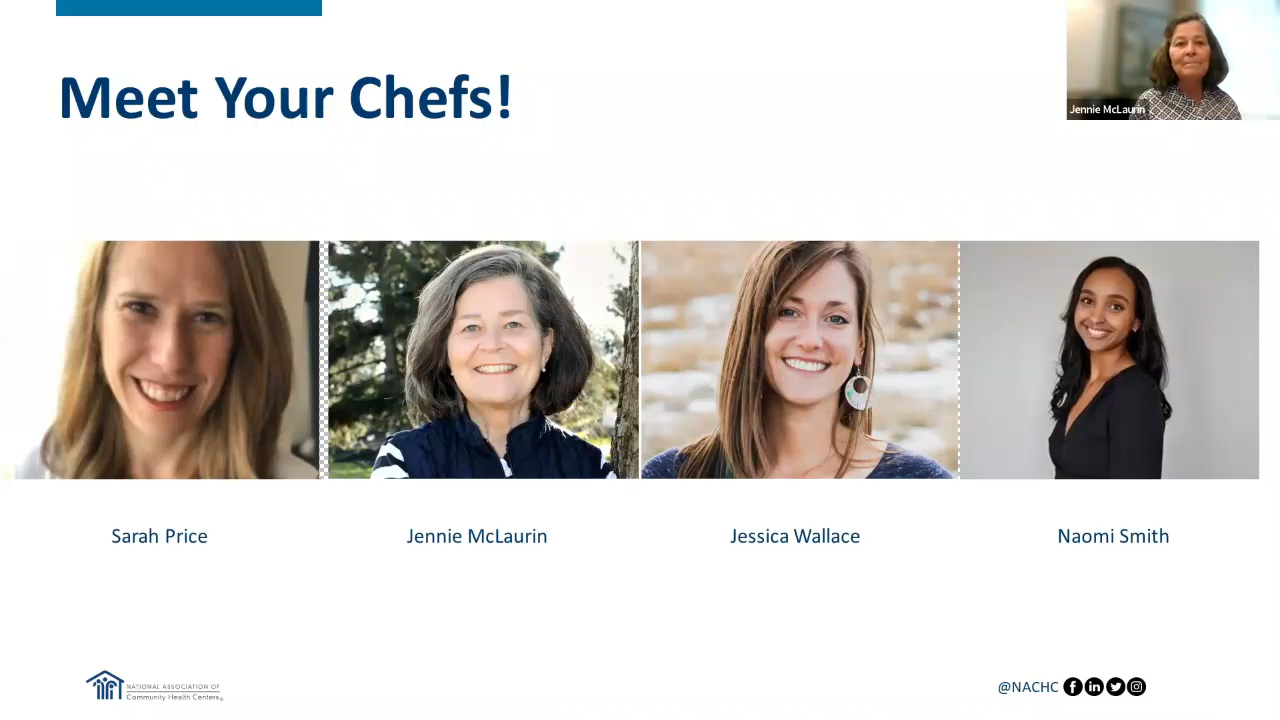 Meet Your Chefs!
Jennie McLaurin
Sarah Price
Jennie McLaurin
Jessica Wallace
Naomi Smith
NATIONAL ASSOCIATION OF
Community Health Centers®
@NACHC